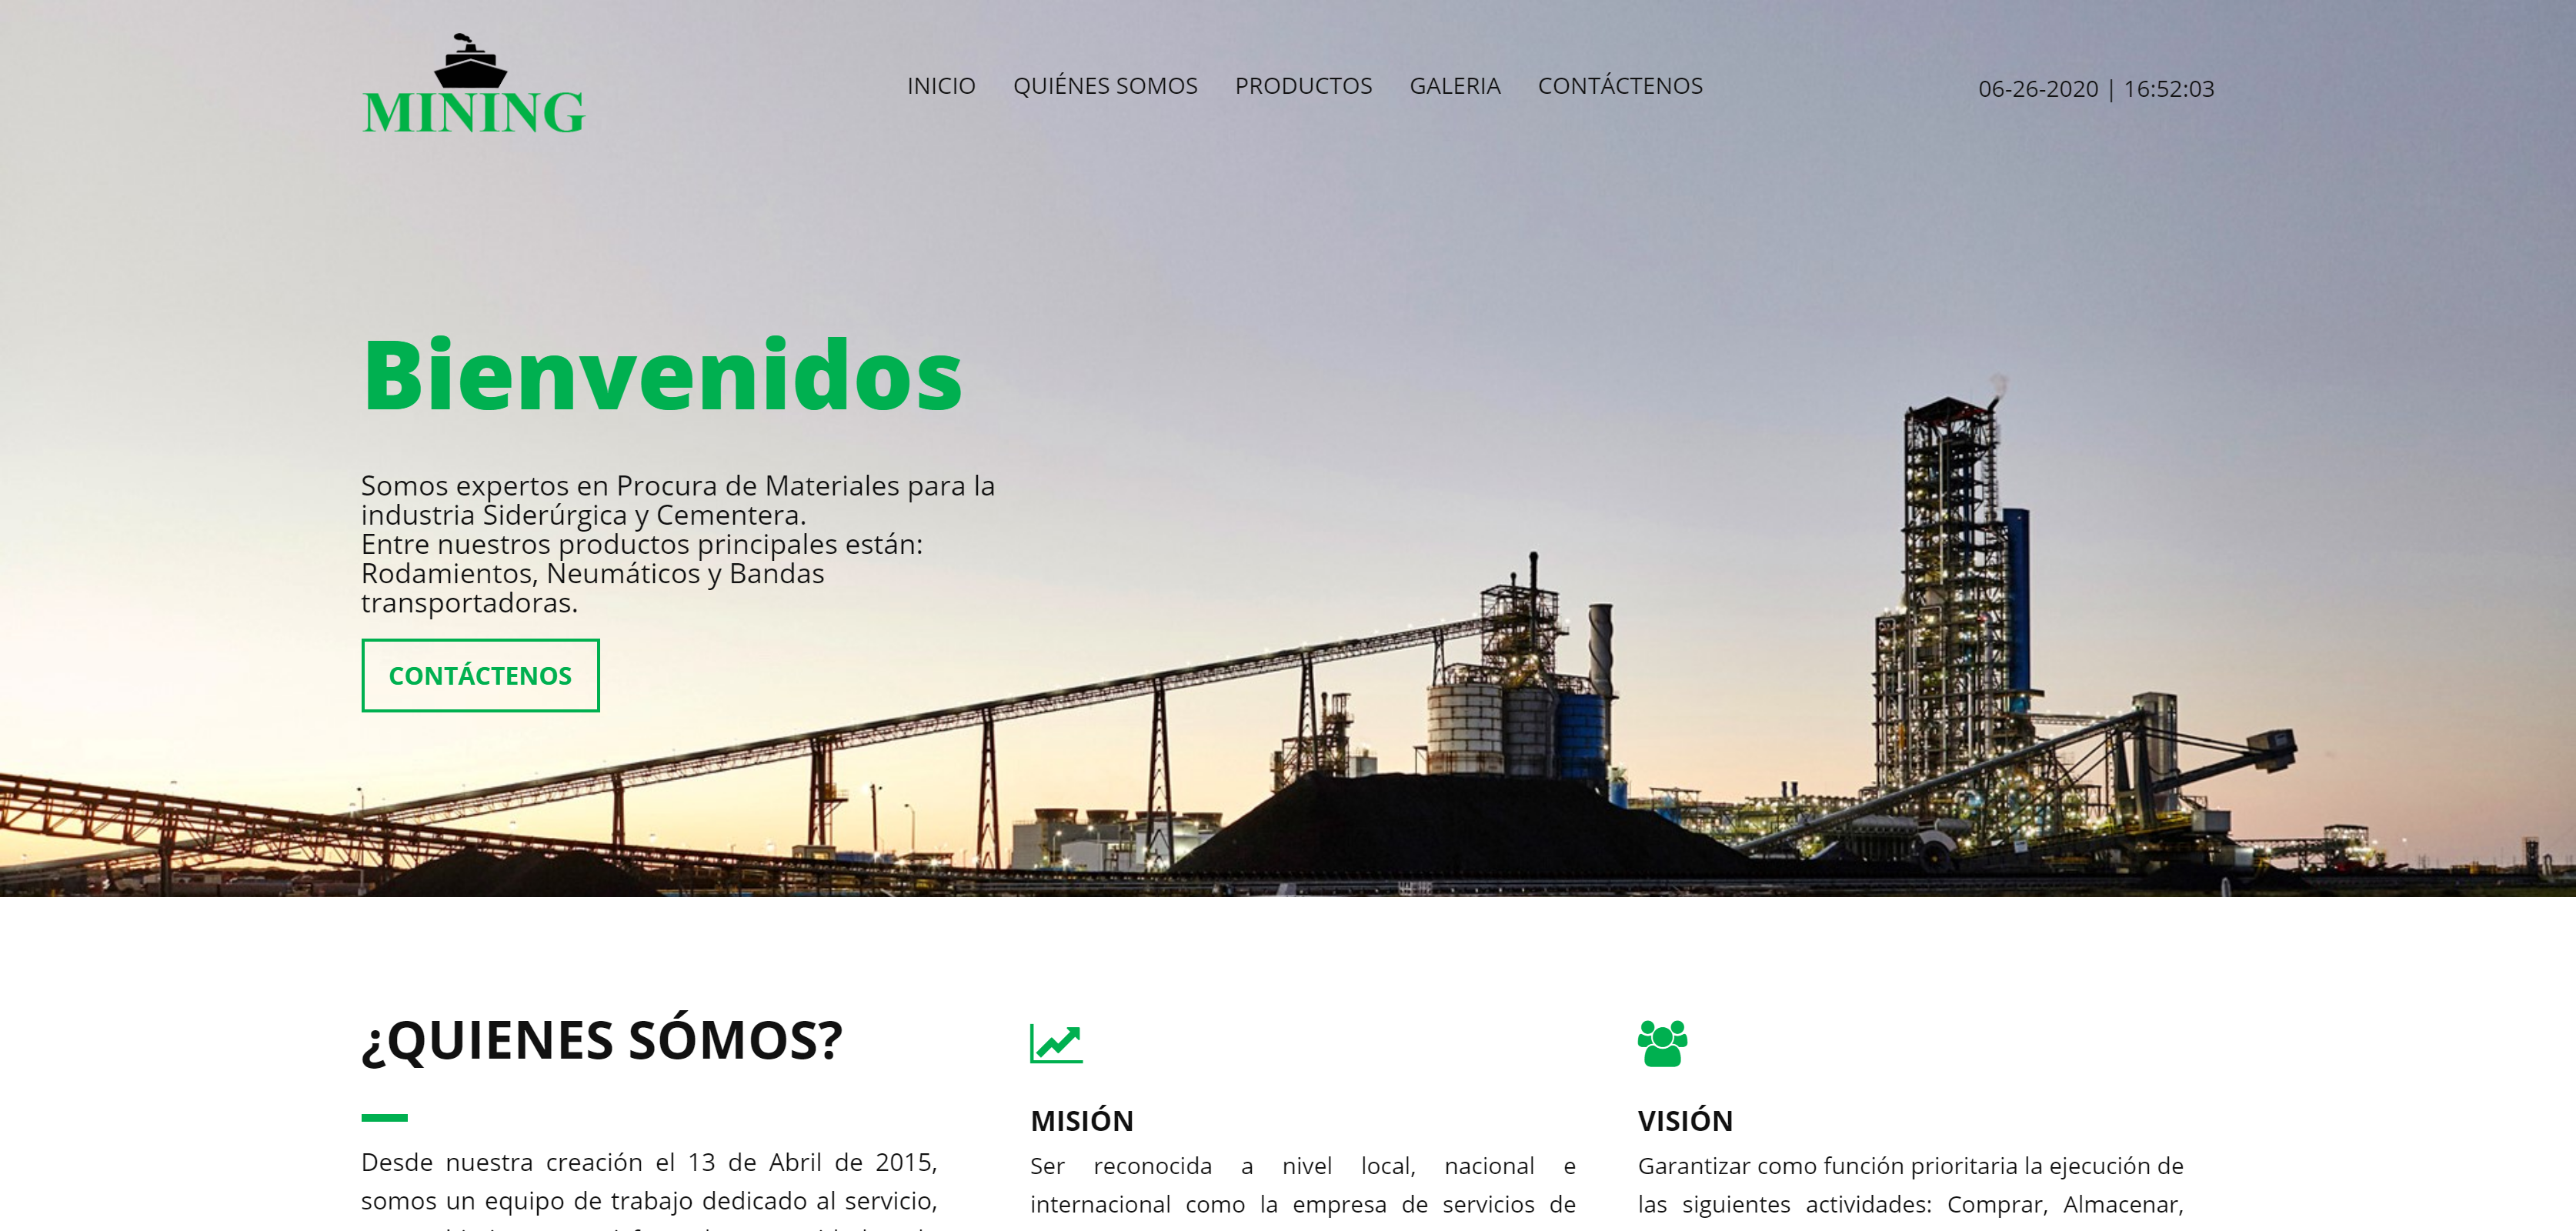 MINING
INICIO QUIÉNES SOMOS PRODUCTOS GALERIA CONTÁCTENOS
06-26-2020 | 16:52:03
Bienvenidos
Somos expertos en Procura de Materiales para la
industria Siderúrgica y Cementera.
Entre nuestros productos principales están:
Rodamientos, Neumáticos y Bandas
transportadoras.
CONTÁCTENOS
¿QUIENES SÓMOS?
Desde nuestra creación el 13 de Abril de 2015,
somos un equipo de trabajo dedicado al servicio,
MISIÓN
Ser reconocida a nivel local, nacional e
internacional como la empresa de servicios de
VISIÓN
Garantizar como función prioritaria la ejecución de
las siguientes actividades: Comprar, Almacenar,